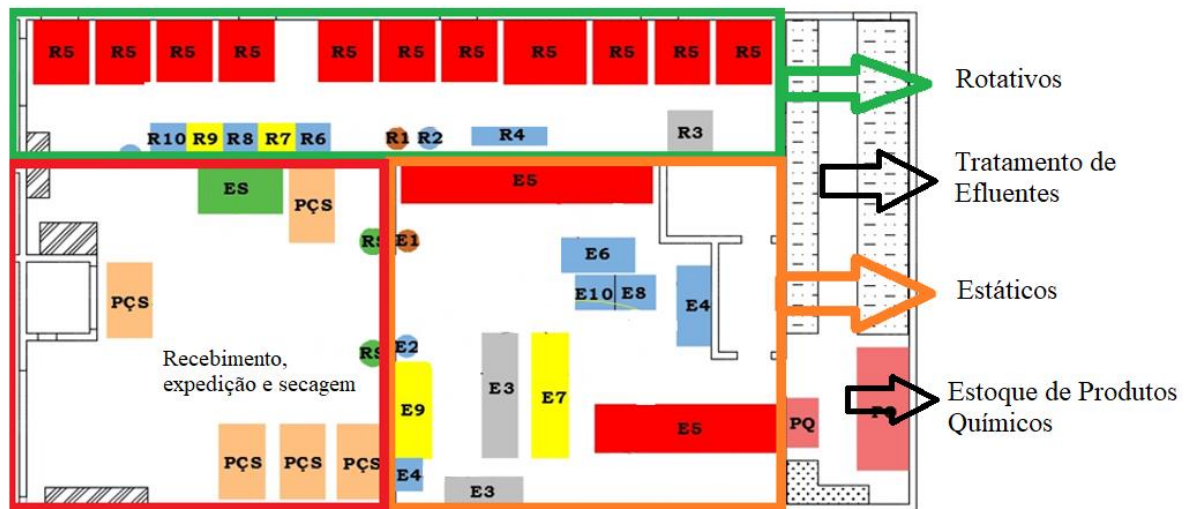 R5 R5 R5 R5 R5 R5 R5 R5 R5 R5 R5
Rotativos
R10 R9 R8 R7 R6 R1 R2 R4 R3
Tratamento de
Efluentes
ES PÇS E5
RS E1 E6
PÇS E10 E8 E4
Estáticos
Recebimento,
expedição e secagem
RS E2
E9 E3 E7
Estoque de Produtos
Químicos
E5 PQ
PÇS PÇS PÇS E4 E3